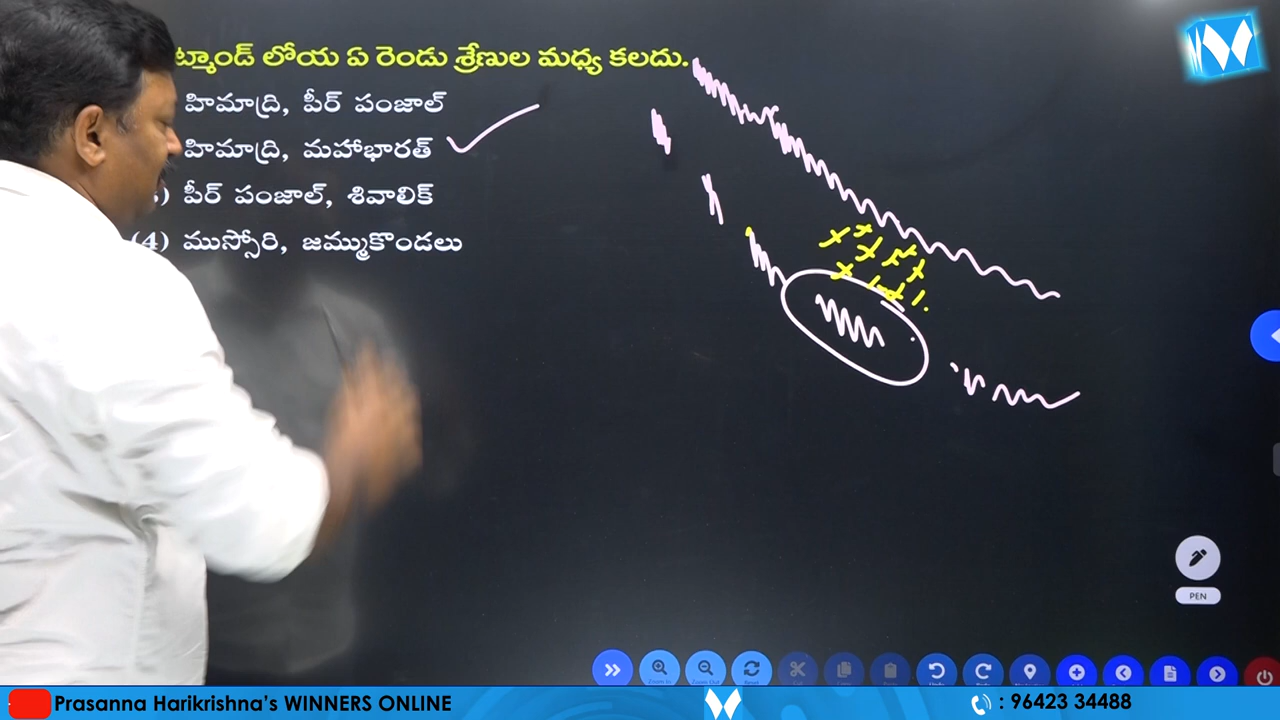 ట్మాండ్ లోయ ఏ రెండు శ్రేణుల మధ్య కలదు.
హిమాద్రి, పీర్ పంజాల్
హిమాద్రి, మహాభారత్
) పీర్ పంజాల్, శివాలిక్
(4) ముస్సోరి, జమ్ముకొండలు
PEN
Prasanna Harikrishna's WINNERS ONLINE
: 96423 34488